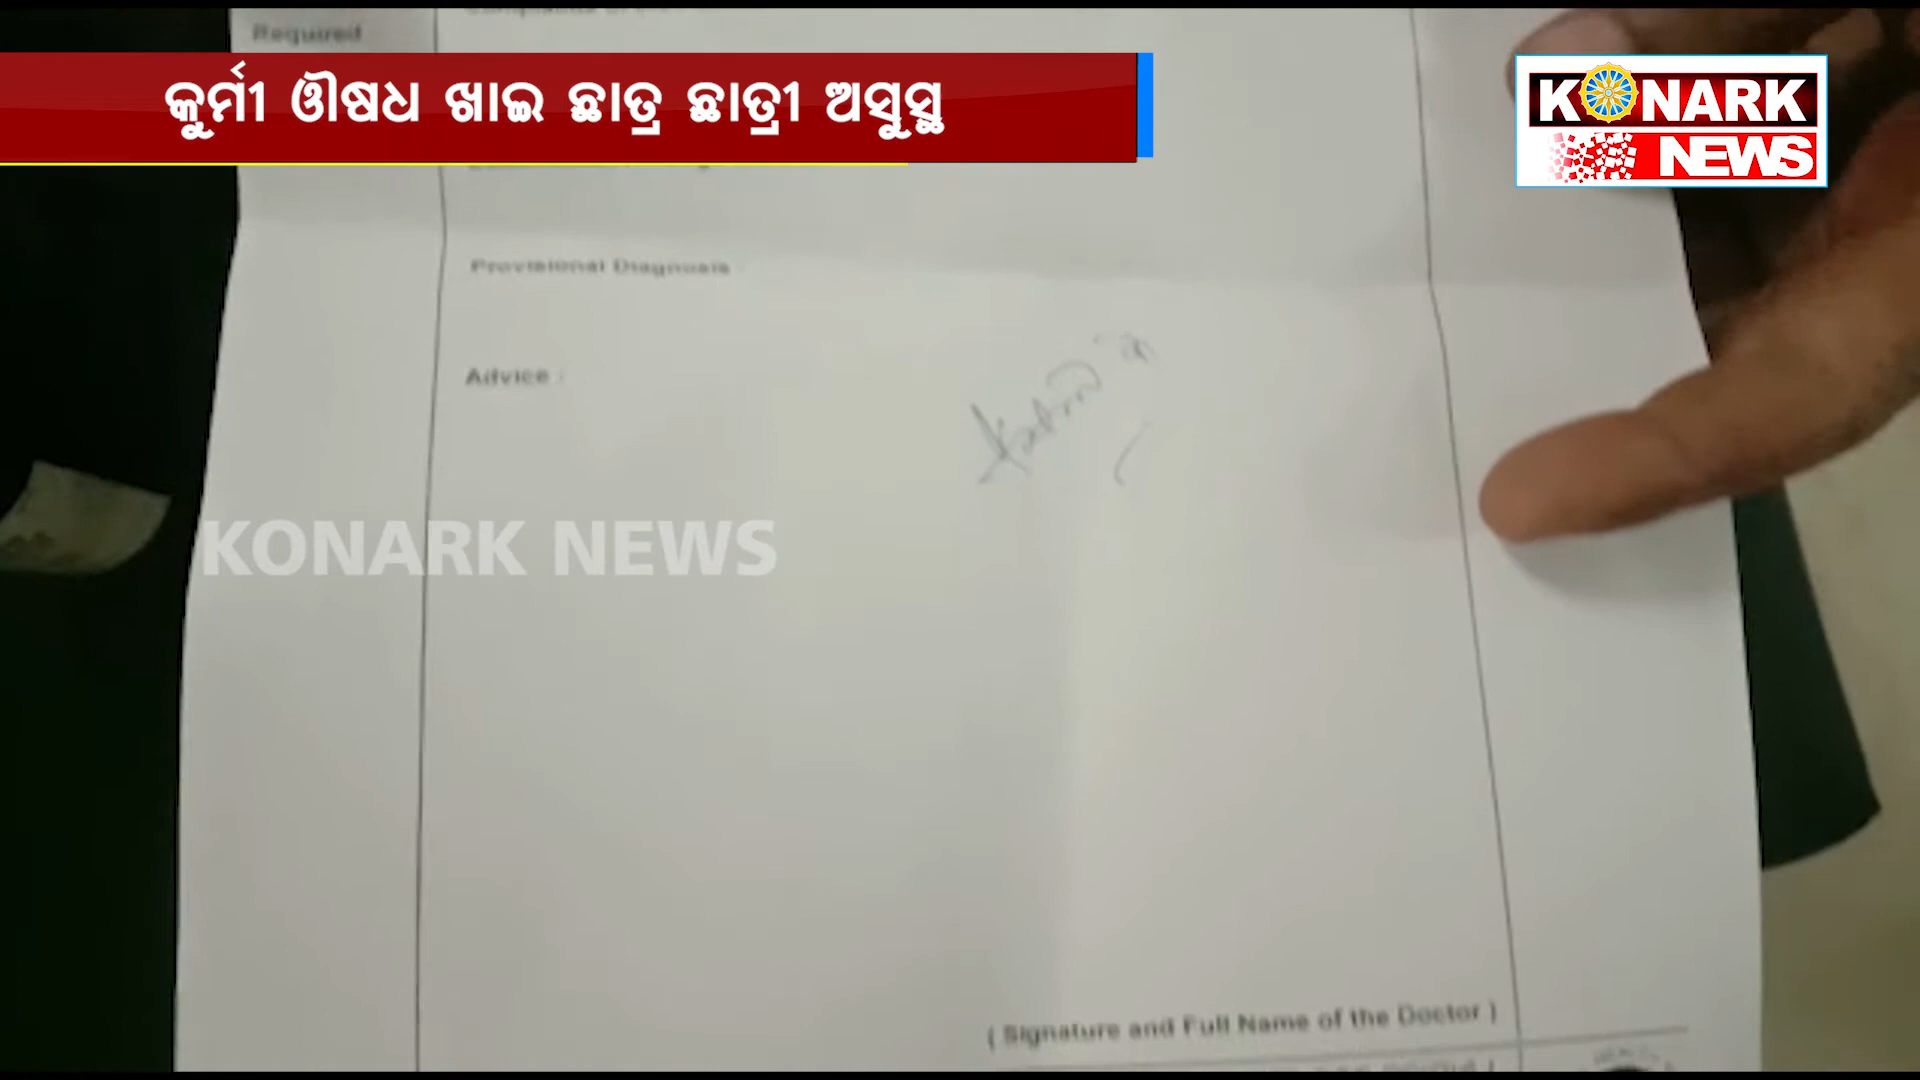 Required
କୁର୍ମୀ ଔଷଧ ଖାଇ ଛାତ୍ର ଛାତ୍ରୀ ଅସୁସ୍ଥ
KONARK
NEWS
Provisional Diagnosis
Advice :
KONARK NEWS
( Signature and Full Name of the Doctor )